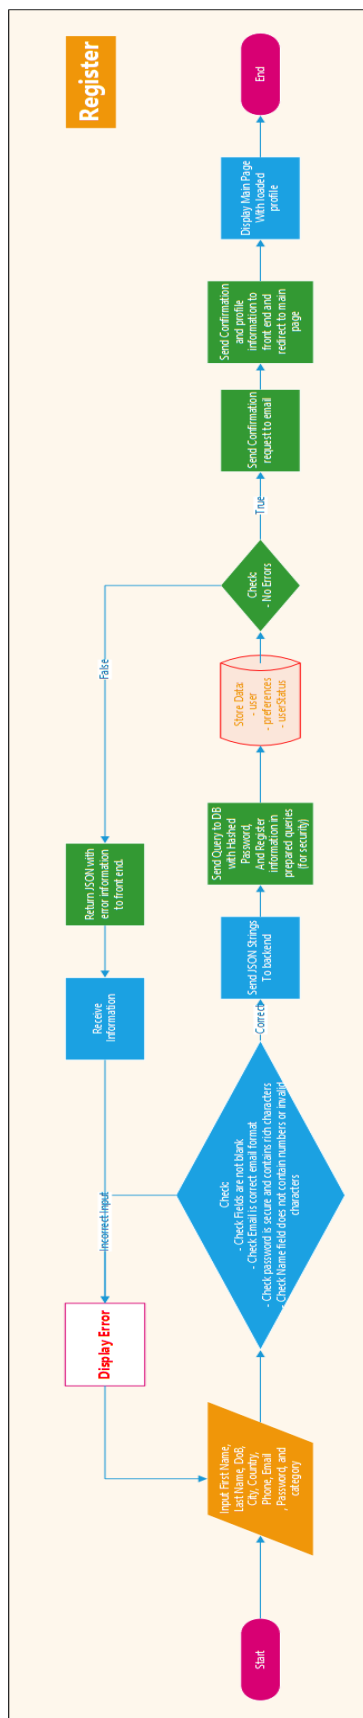 Register
Start
Input First Name,
Last Name, DoB,
City, Country,
Phone, Email
, Password, and
category
Check:
- Check Fields are not blank
- Check Email is correct email format
- Check password is secure and contains rich characters
- Check Name field does not contain numbers or invalid
characters
Incorrect Input
Display Error
Correct
Send JSON Strings
To backend
Send Query to DB
with Hashed
Password,
And Register
information in
prepared queries
(for security)
Store Data:
- user
- preferences
- userStatus
Check:
- No Errors
False
Return JSON with
error information
to front end.
Receive
Information
True
Send Confirmation
request to email
Send Confirmation
and profile
information to
front end and
redirect to main
page
Display Main Page
With loaded
profile
End